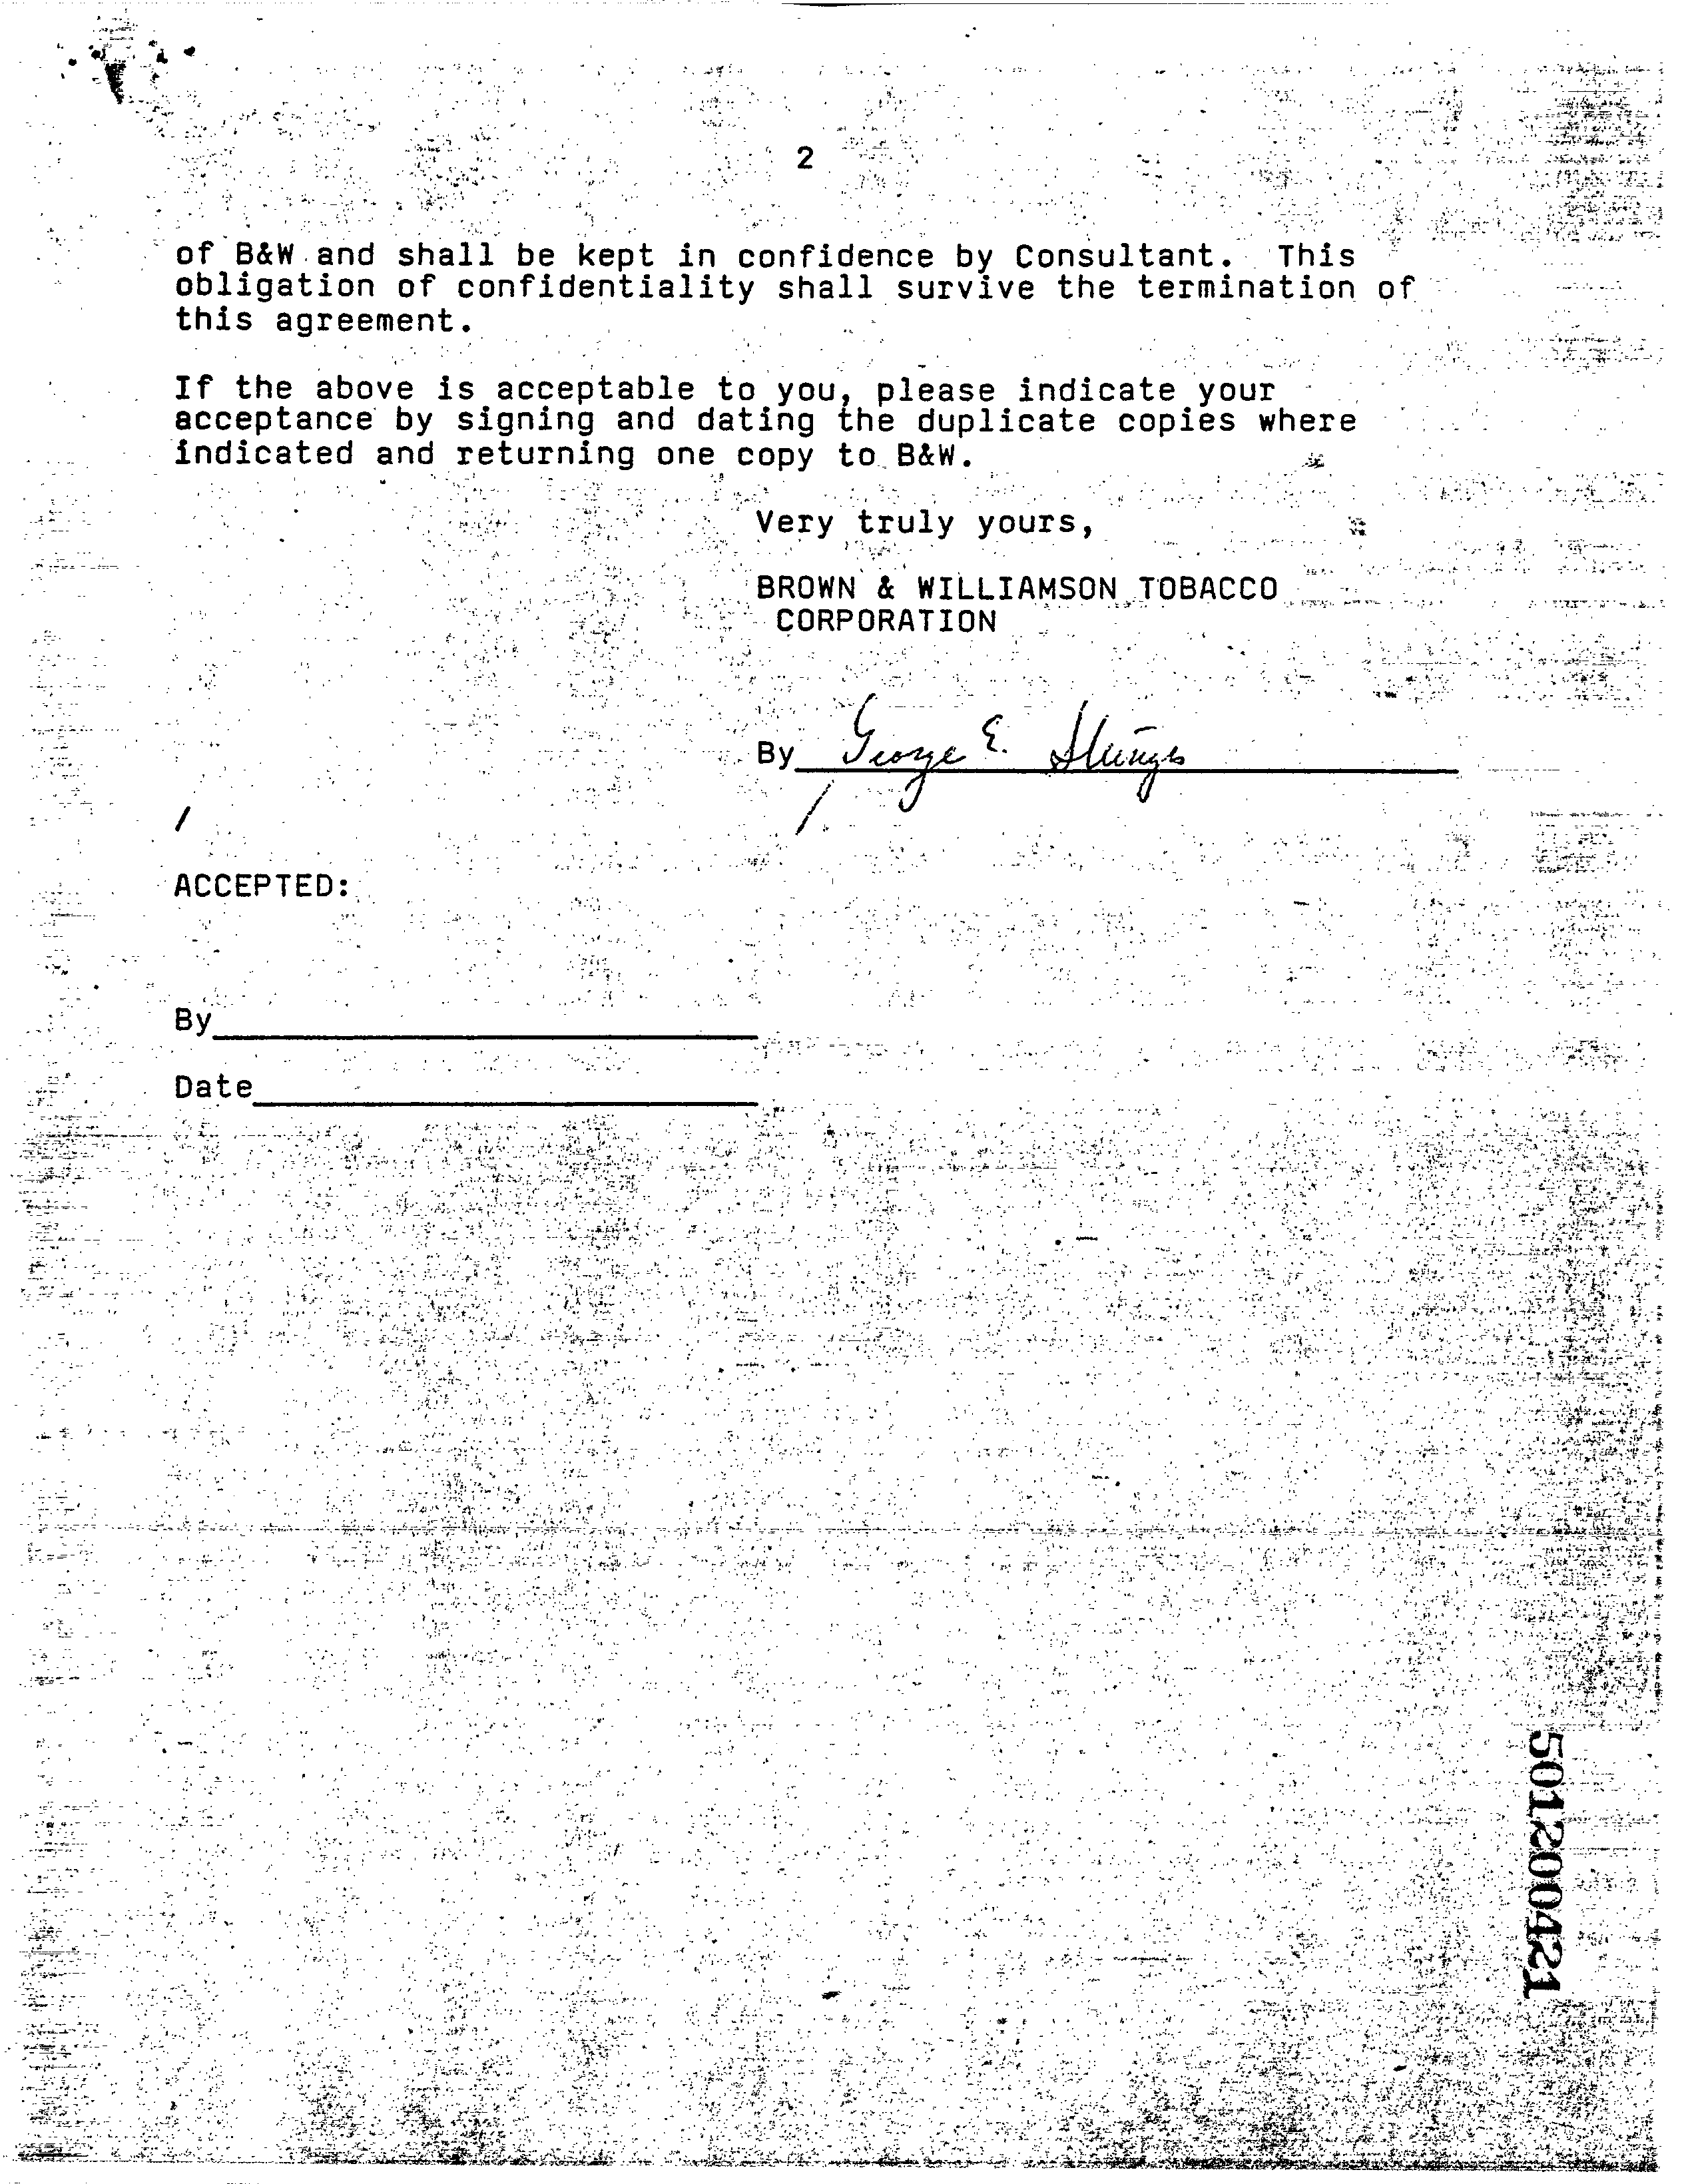 2
of B&W and shall be kept in confidence by Consultant. This
obligation of confidentiality shall survive the termination of
this agreement.
If the above is acceptable to you, please indicate your
acceptance by signing and dating the duplicate copies where
indicated and returning one copy to B&W.
Very truly yours,
BROWN & WILLIAMSON TOBACCO
CORPORATION
By George E.
/
ACCEPTED:
By
Date
501200421